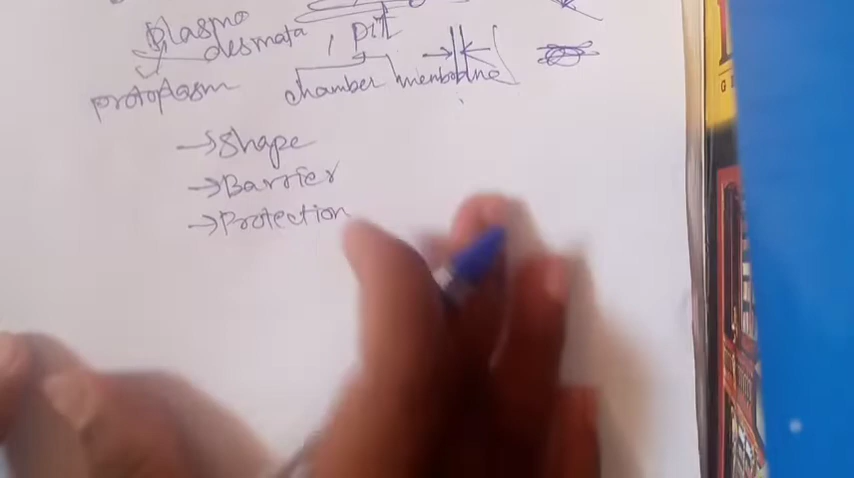 plasmo
desmata, pit
protoplasm chamber membrane
→ Shape
→ Barrier
→ Protection